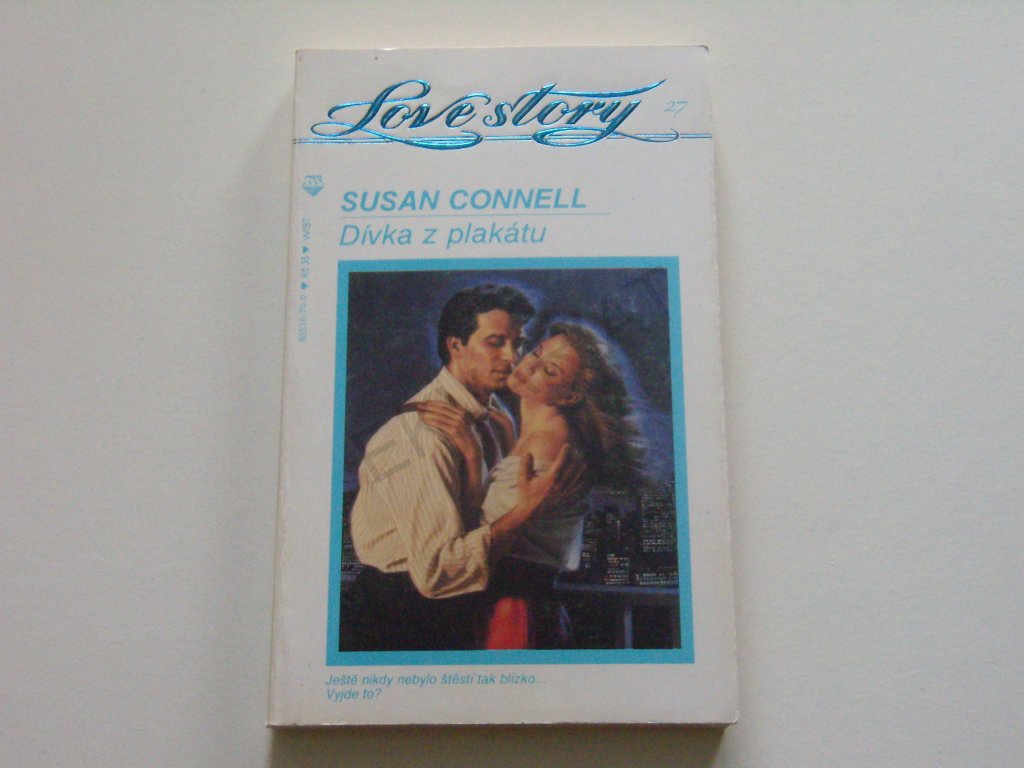 Love story 27
SUSAN CONNELL
Dívka z plakátu
Ještě nikdy nebylo štěstí tak blízko...
Vyjde to?